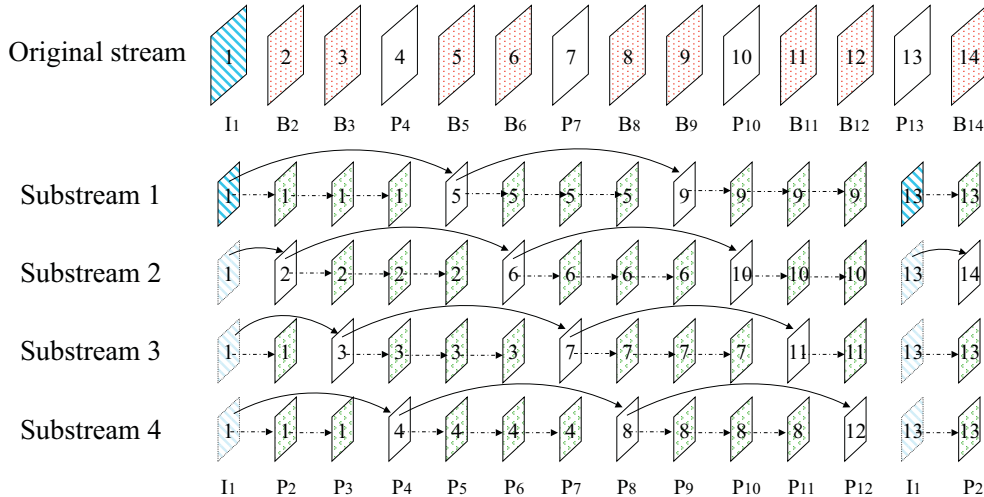 Original stream 1 2 3 4 5 6 7 8 9 10 11 12 13 14
I1 B2 B3 P4 B5 B6 P7 B8 B9 P10 B11 B12 P13 B14
Substream 1 1 1 1 1 5 5 5 5 9 9 9 9 13 13
Substream 2 1 2 2 2 2 6 6 6 6 10 10 10 13 14
Substream 3 1 1 3 3 3 3 7 7 7 7 11 11 13 13
Substream 4 1 1 1 4 4 4 4 8 8 8 8 12 13 13
I1 P2 P3 P4 P5 P6 P7 P8 P9 P10 P11 P12 I1 P2